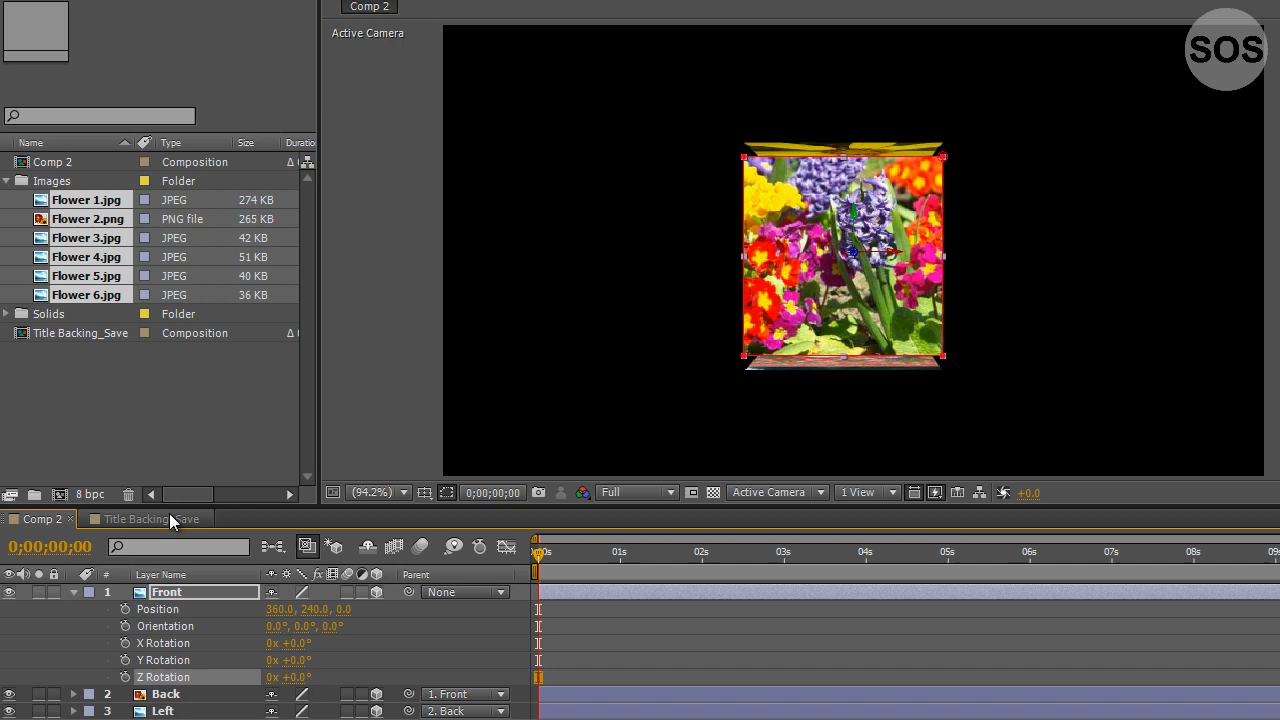 Comp 2
Active Camera
SOS
Name Type Size
Comp 2 Composition
Images Folder
Flower 1.jpg JPEG 274 KB
Flower 2.png PNG file 265 KB
Flower 3.jpg JPEG 42 KB
Flower 4.jpg JPEG 51 KB
Flower 5.jpg JPEG 40 KB
Flower 6.jpg JPEG 36 KB
Solids Folder
Title Backing_Save Composition
8 bpc
(94.2%) 0;00;00;00 Full Active Camera 1 View +0.0
Comp 2 × Title Backing_Save
0;00;00;00
01s 02s 03s 04s 05s 06s 07s 08s
# Layer Name fx Parent
1 Front None
Position 360.0, 240.0, 0.0
Orientation 0.0°, 0.0°, 0.0°
X Rotation 0x +0.0°
Y Rotation 0x +0.0°
Z Rotation 0x +0.0°
2 Back 1. Front
3 Left 2. Back